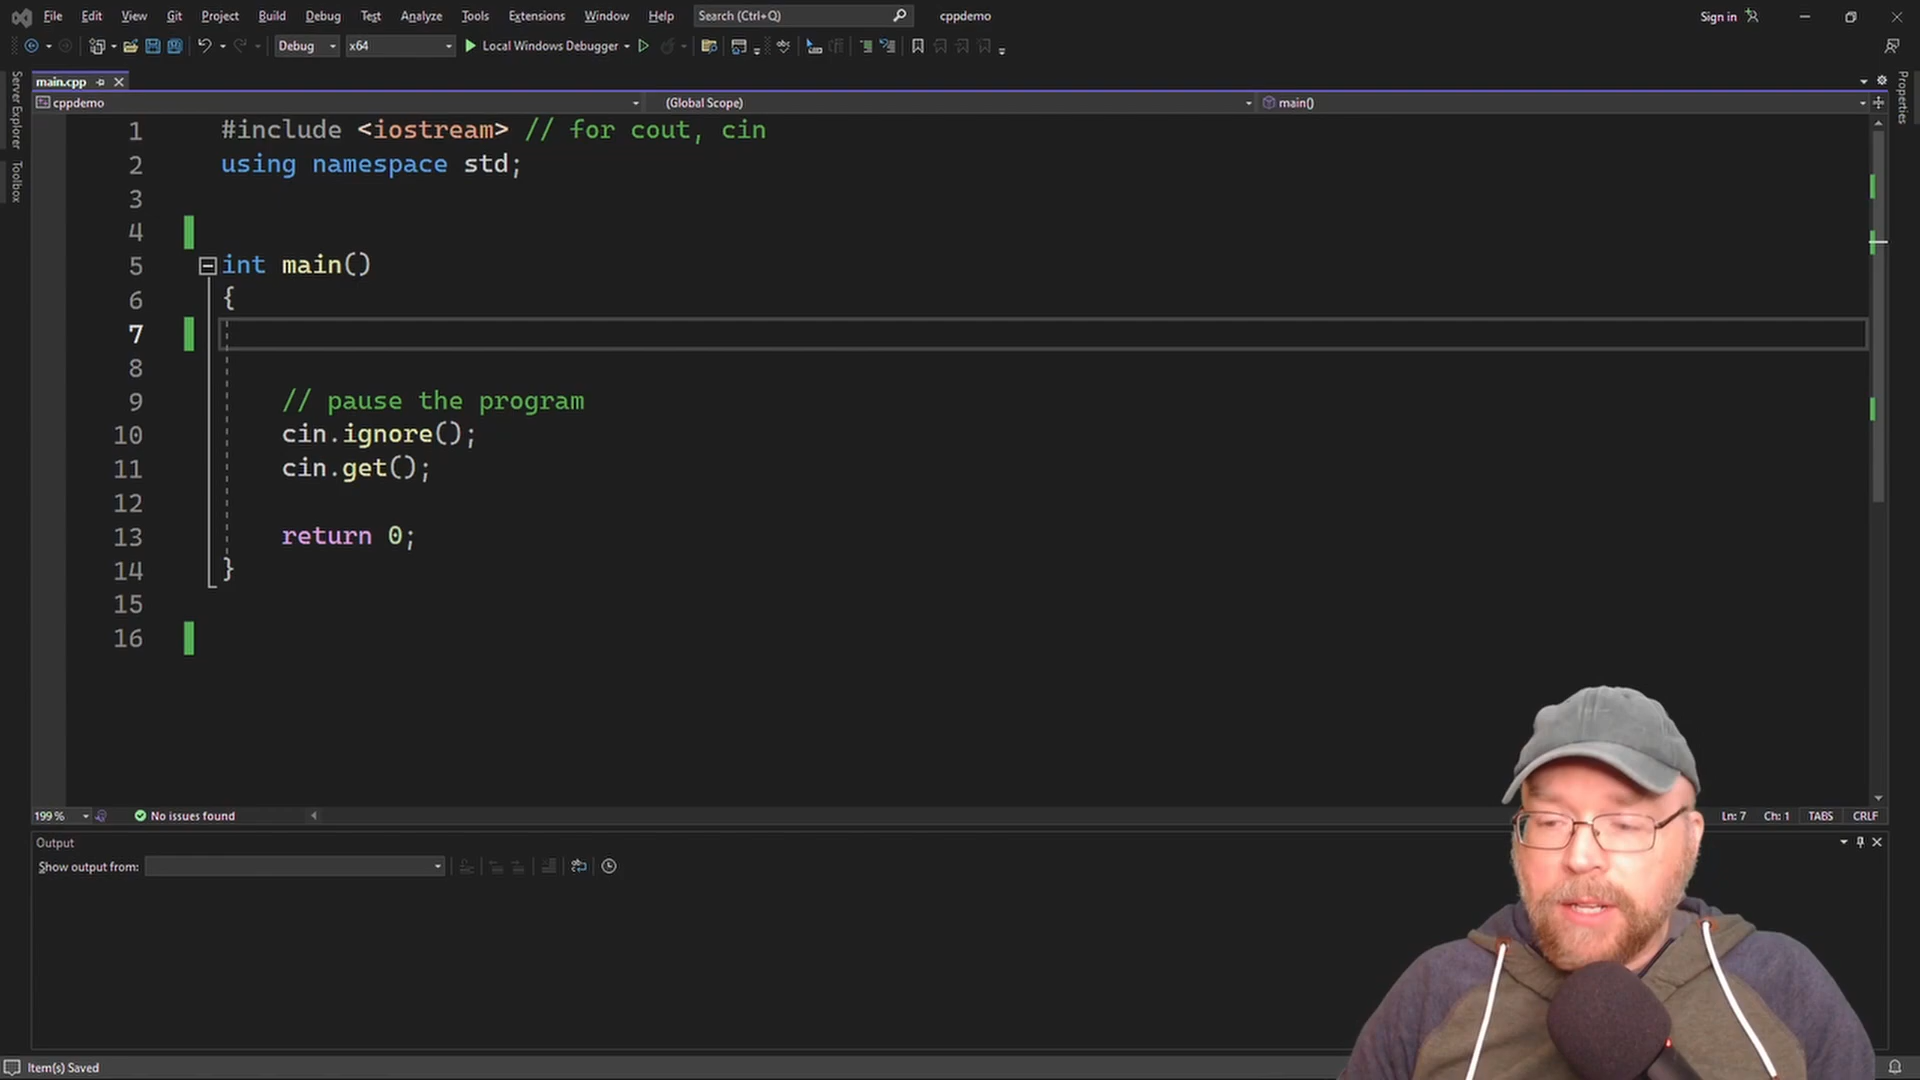 File Edit View Git Project Build Debug Test Analyze Tools Extensions Window Help Search (Ctrl+Q) cppdemo Sign in
Debug x64 Local Windows Debugger
Server Explorer
Toolbox
Properties
main.cpp
cppdemo (Global Scope) main()
1 #include <iostream> // for cout, cin
2 using namespace std;
3
4
5 int main()
6 {
7
8
9 // pause the program
10 cin.ignore();
11 cin.get();
12
13 return 0;
14 }
15
16
199 % No issues found Ln: 7 Ch: 1 TABS CRLF
Output
Show output from:
Item(s) Saved